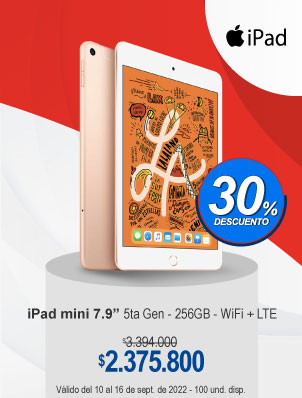 iPad
30%
DESCUENTO
iPad mini 7.9” 5ta Gen - 256GB - WiFi + LTE
$3.394.000
$2.375.800
Válido del 10 al 16 de sept. de 2022 - 100 und. disp.